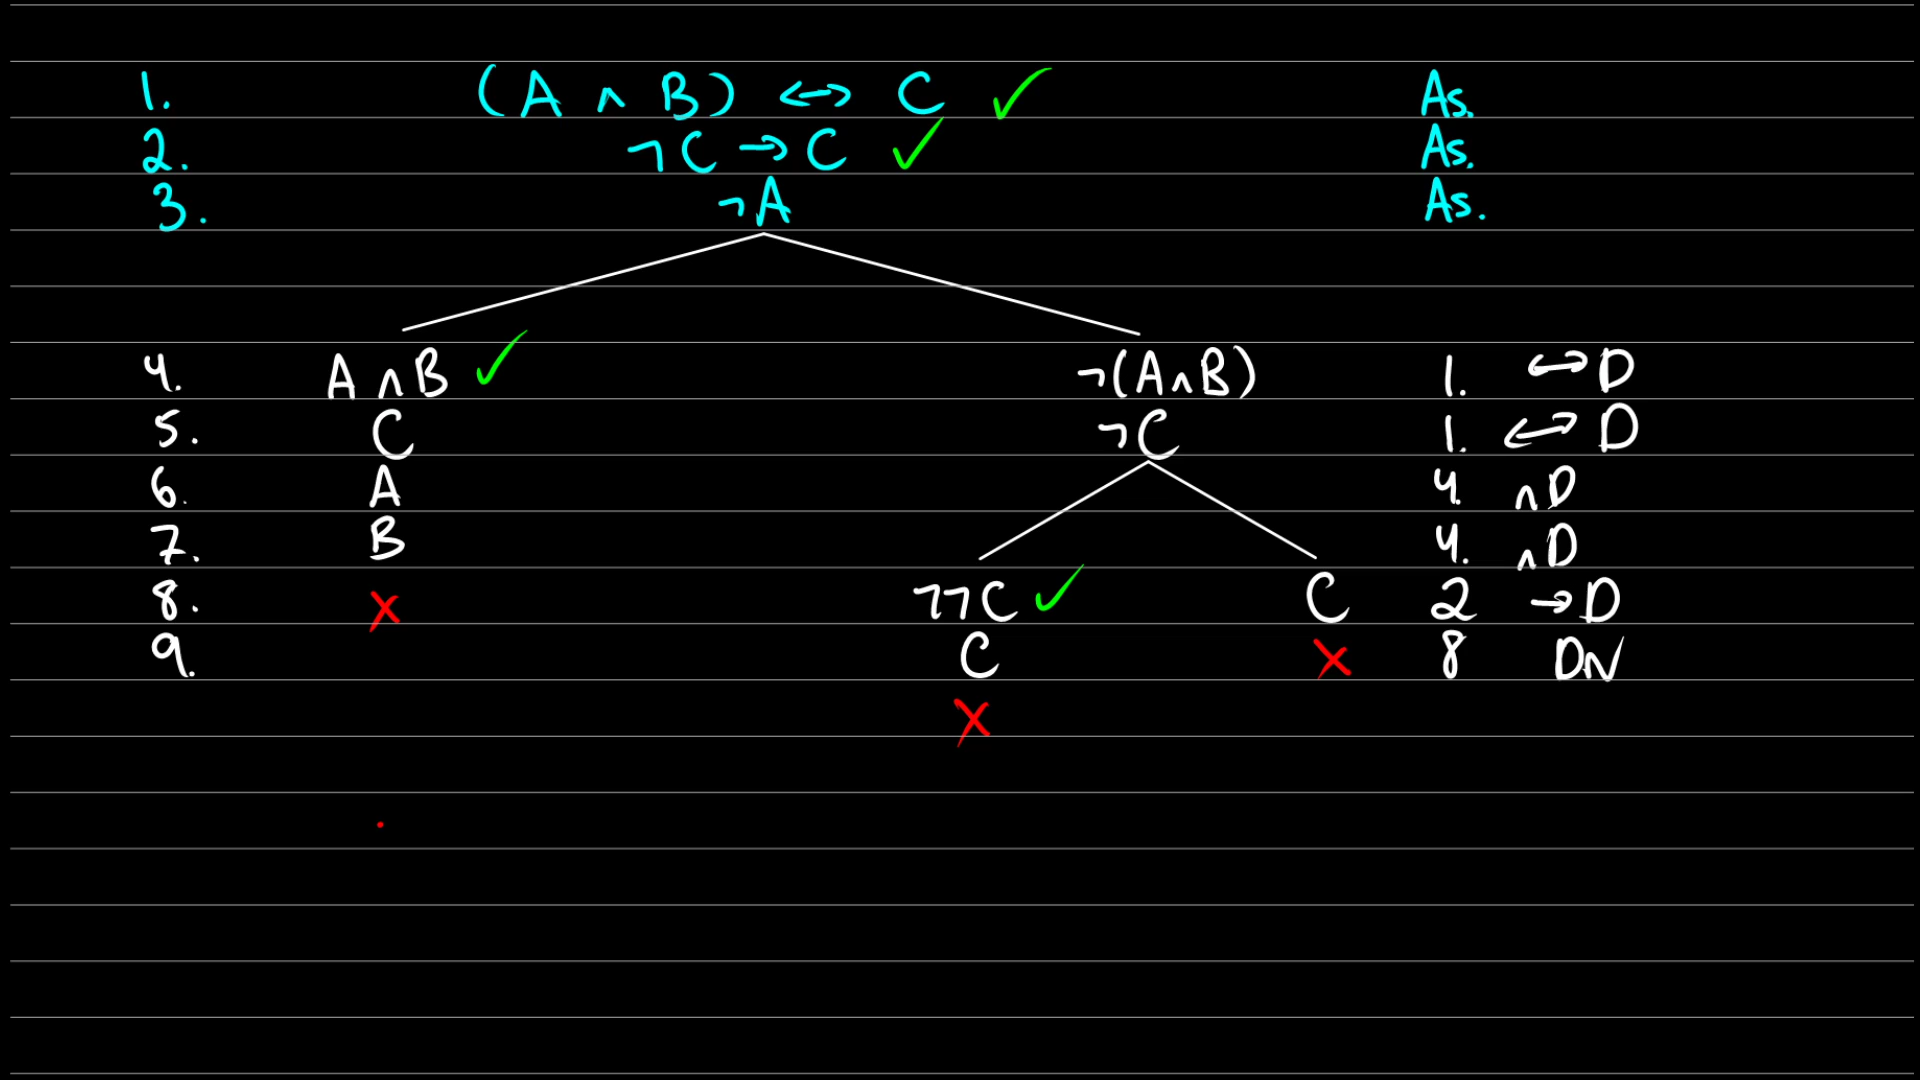 1. (A ∧ B) ↔ C ✓ As.
2. ¬C → C ✓ As.
3. ¬A As.
4. A ∧ B ✓ ¬(A ∧ B) 1. ↔D
5. C ¬C 1. ↔D
6. A 4. ∧D
7. B 4. ∧D
8. X ¬¬C ✓ C 2 →D
9. C X 8 DN
X